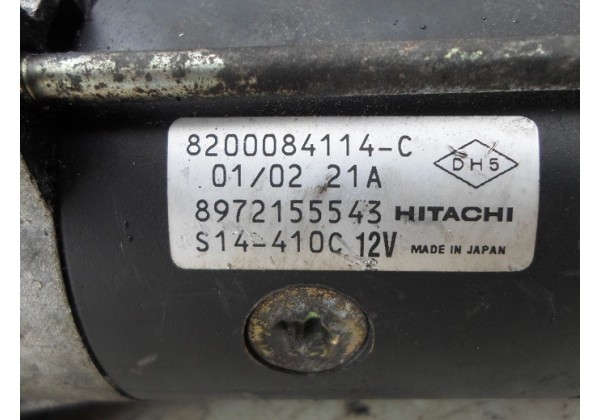 8200084114-C
DH5
01/02 21A
8972155543 HITACHI
S14-410C 12V MADE IN JAPAN